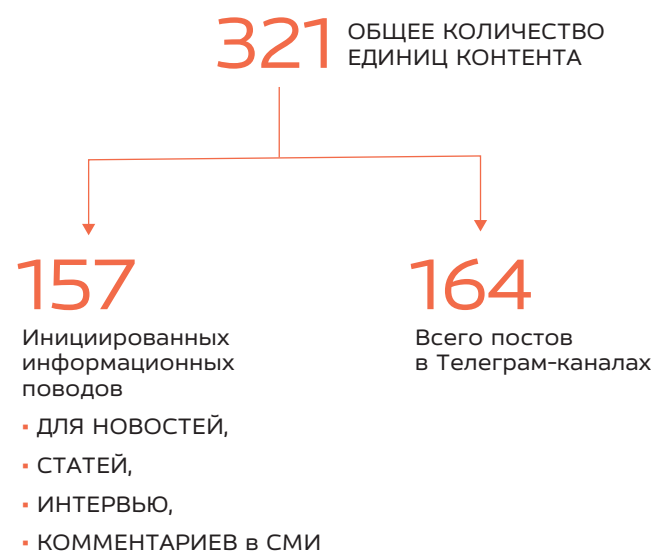 321 ОБЩЕЕ КОЛИЧЕСТВО
ЕДИНИЦ КОНТЕНТА
157
Инициированных
информационных
поводов
▪ ДЛЯ НОВОСТЕЙ,
▪ СТАТЕЙ,
▪ ИНТЕРВЬЮ,
▪ КОММЕНТАРИЕВ в СМИ
164
Всего постов
в Телеграм-каналах